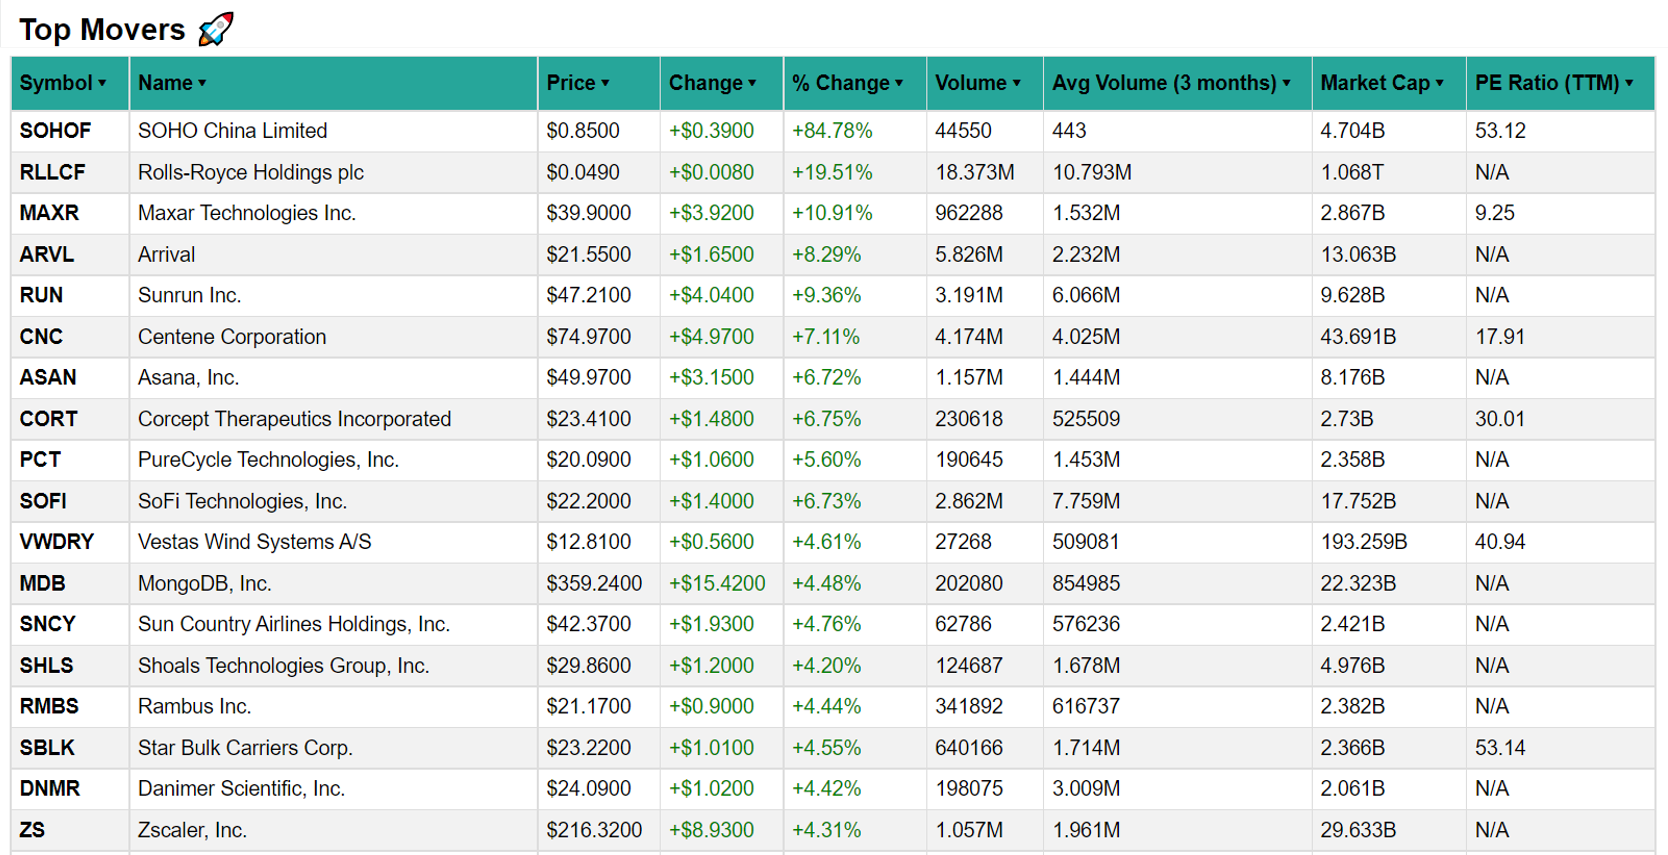 Top Movers 🚀
Symbol ▾ Name ▾ Price ▾ Change ▾ % Change ▾ Volume ▾ Avg Volume (3 months) ▾ Market Cap ▾ PE Ratio (TTM) ▾
SOHOF SOHO China Limited $0.8500 +$0.3900 +84.78% 44550 443 4.704B 53.12
RLLCF Rolls-Royce Holdings plc $0.0490 +$0.0080 +19.51% 18.373M 10.793M 1.068T N/A
MAXR Maxar Technologies Inc. $39.9000 +$3.9200 +10.91% 962288 1.532M 2.867B 9.25
ARVL Arrival $21.5500 +$1.6500 +8.29% 5.826M 2.232M 13.063B N/A
RUN Sunrun Inc. $47.2100 +$4.0400 +9.36% 3.191M 6.066M 9.628B N/A
CNC Centene Corporation $74.9700 +$4.9700 +7.11% 4.174M 4.025M 43.691B 17.91
ASAN Asana, Inc. $49.9700 +$3.1500 +6.72% 1.157M 1.444M 8.176B N/A
CORT Corcept Therapeutics Incorporated $23.4100 +$1.4800 +6.75% 230618 525509 2.73B 30.01
PCT PureCycle Technologies, Inc. $20.0900 +$1.0600 +5.60% 190645 1.453M 2.358B N/A
SOFI SoFi Technologies, Inc. $22.2000 +$1.4000 +6.73% 2.862M 7.759M 17.752B N/A
VWDRY Vestas Wind Systems A/S $12.8100 +$0.5600 +4.61% 27268 509081 193.259B 40.94
MDB MongoDB, Inc. $359.2400 +$15.4200 +4.48% 202080 854985 22.323B N/A
SNCY Sun Country Airlines Holdings, Inc. $42.3700 +$1.9300 +4.76% 62786 576236 2.421B N/A
SHLS Shoals Technologies Group, Inc. $29.8600 +$1.2000 +4.20% 124687 1.678M 4.976B N/A
RMBS Rambus Inc. $21.1700 +$0.9000 +4.44% 341892 616737 2.382B N/A
SBLK Star Bulk Carriers Corp. $23.2200 +$1.0100 +4.55% 640166 1.714M 2.366B 53.14
DNMR Danimer Scientific, Inc. $24.0900 +$1.0200 +4.42% 198075 3.009M 2.061B N/A
ZS Zscaler, Inc. $216.3200 +$8.9300 +4.31% 1.057M 1.961M 29.633B N/A